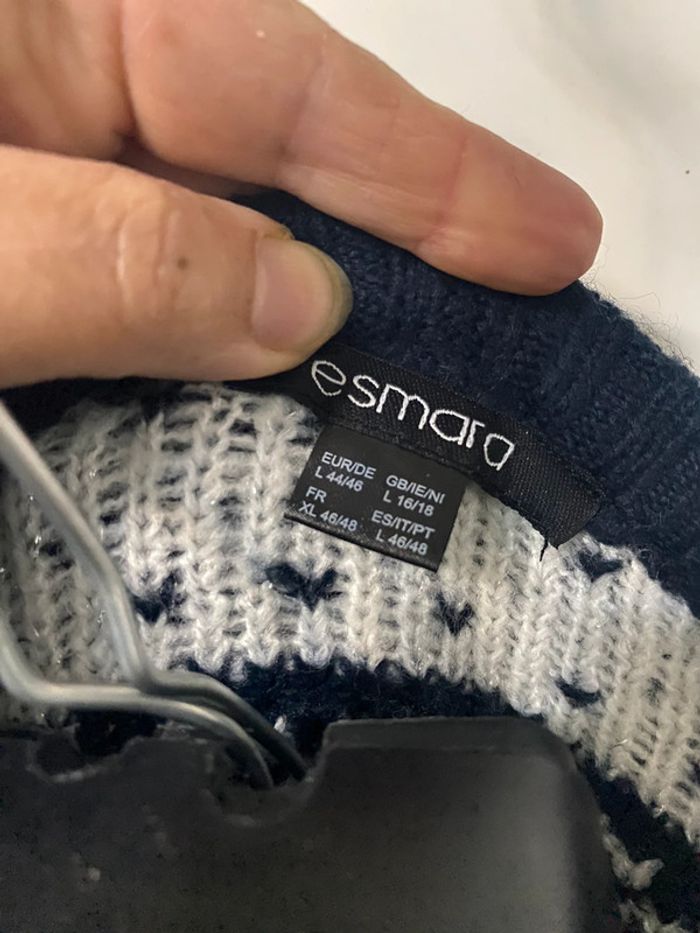 esmara
EUR/DE GB/IE/NI
L 44/46 L 16/18
FR ES/IT/PT
XL 46/48 L 46/48